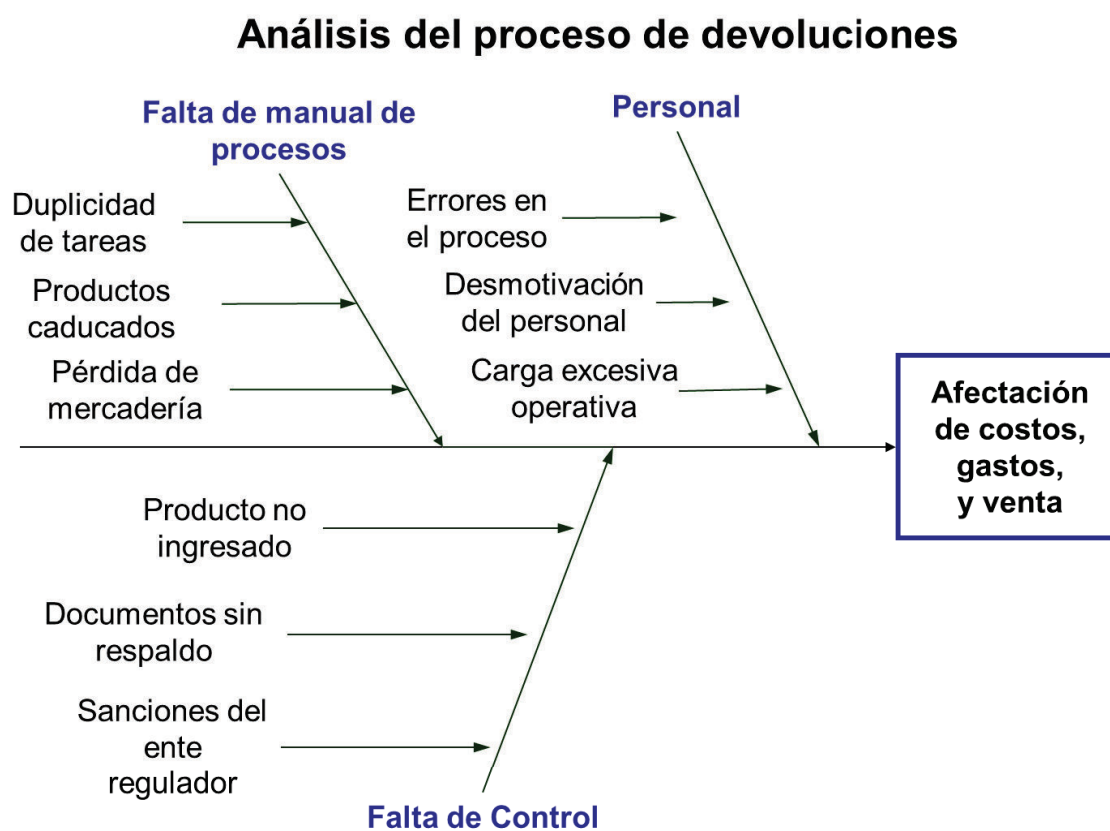 Análisis del proceso de devoluciones
Falta de manual de
procesos
Personal
Duplicidad
de tareas
Productos
caducados
Pérdida de
mercadería
Errores en
el proceso
Desmotivación
del personal
Carga excesiva
operativa
Afectación
de costos,
gastos,
y venta
Producto no
ingresado
Documentos sin
respaldo
Sanciones del
ente
regulador
Falta de Control